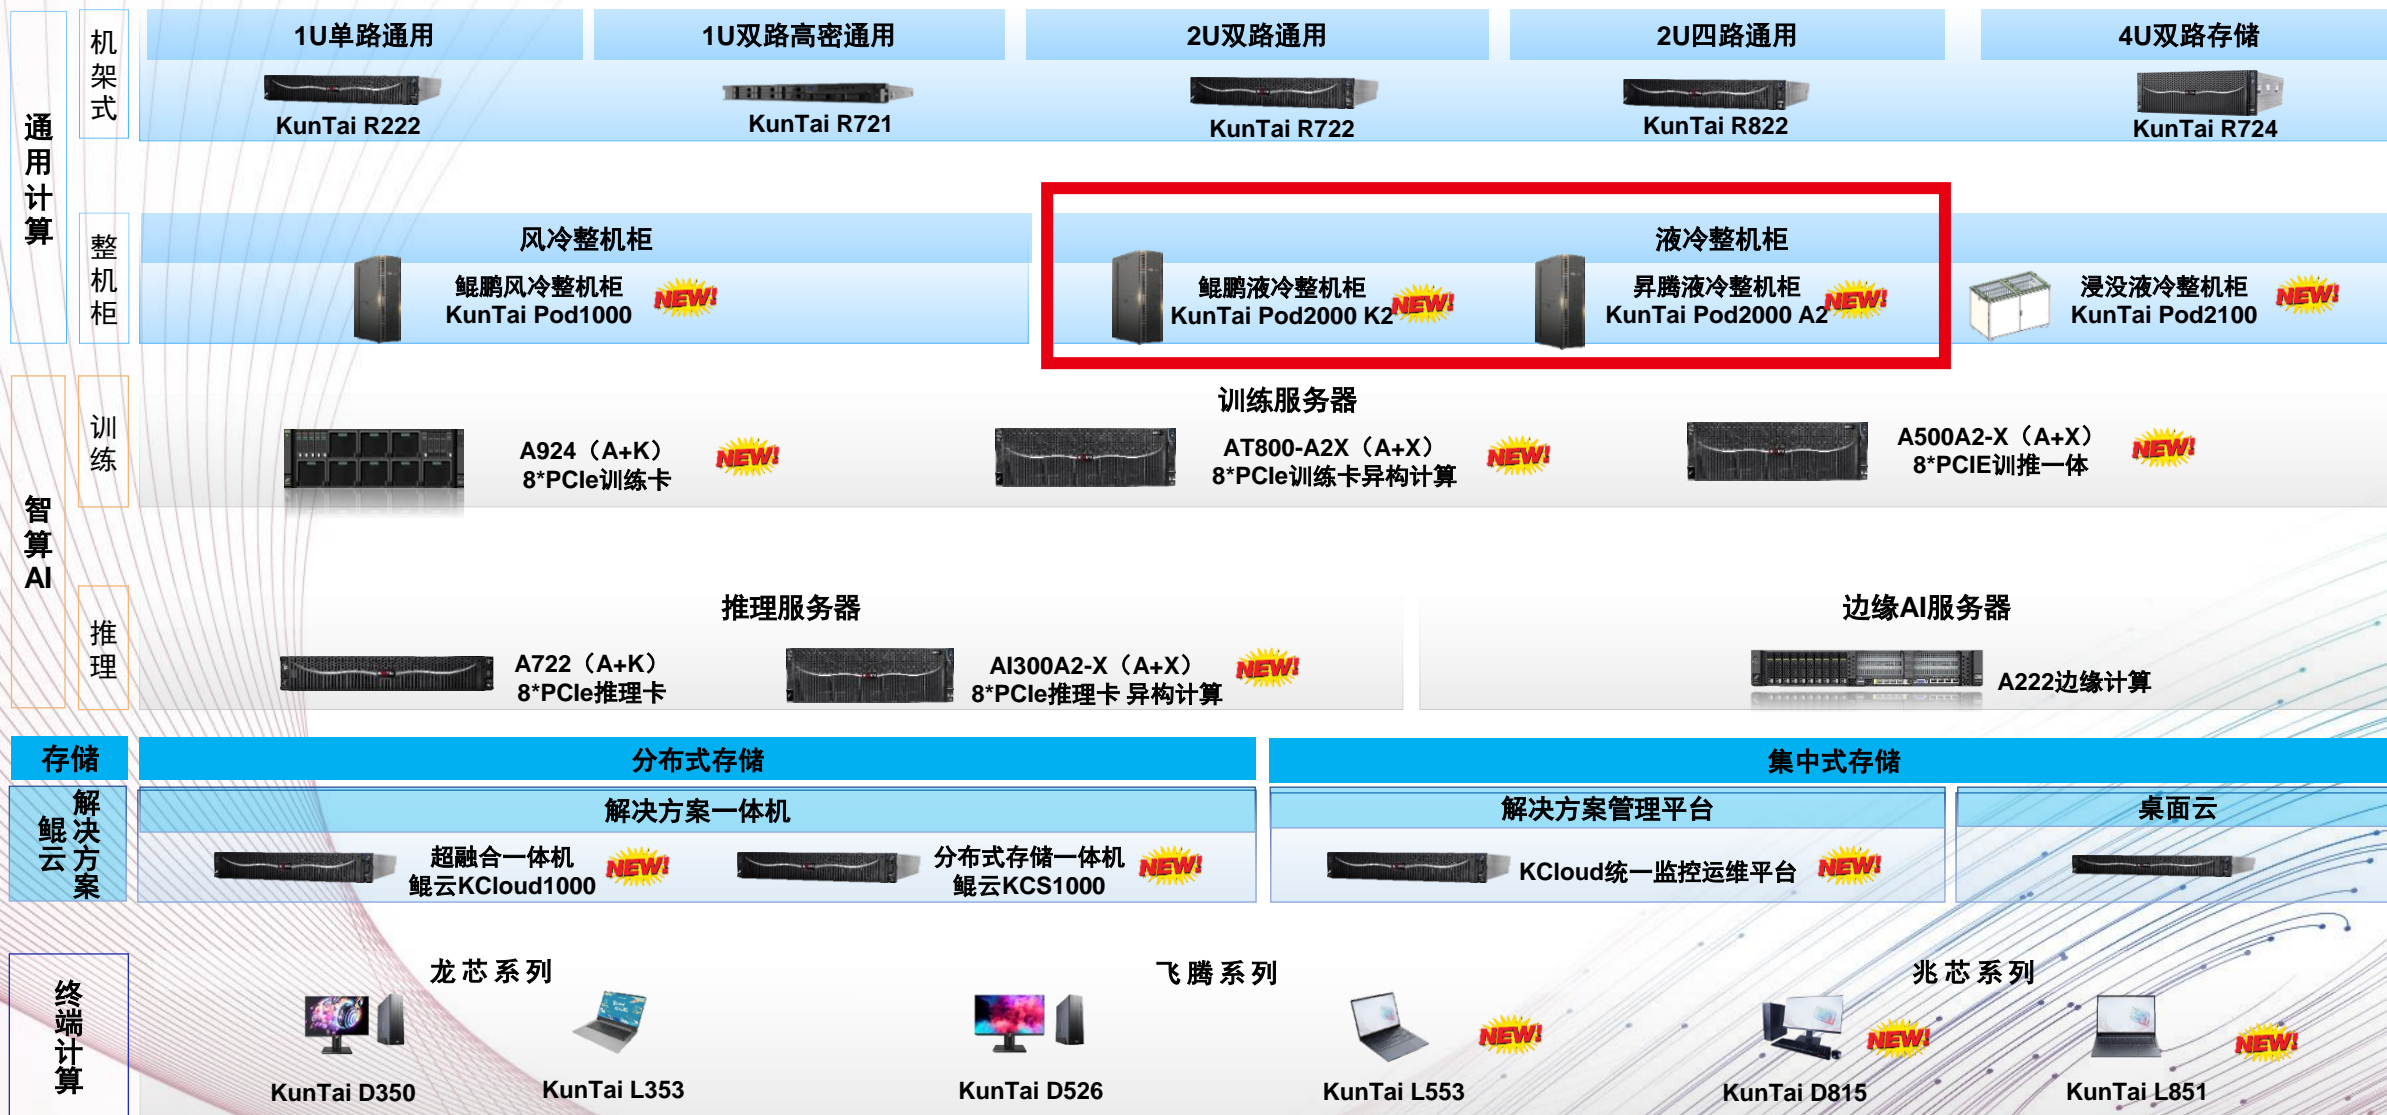 通用计算
机架式
1U单路通用
1U双路高密通用
2U双路通用
2U四路通用
4U双路存储
KunTai R222
KunTai R721
KunTai R722
KunTai R822
KunTai R724
整机柜
风冷整机柜
液冷整机柜
鲲鹏风冷整机柜
KunTai Pod1000
NEW!
鲲鹏液冷整机柜
KunTai Pod2000 K2
NEW!
昇腾液冷整机柜
KunTai Pod2000 A2
NEW!
浸没液冷整机柜
KunTai Pod2100
NEW!
智算AI
训练
训练服务器
A924（A+K）
8*PCIe训练卡
NEW!
AT800-A2X（A+X）
8*PCIe训练卡异构计算
NEW!
A500A2-X（A+X）
8*PCIE训推一体
NEW!
推理
推理服务器
边缘AI服务器
A722（A+K）
8*PCIe推理卡
AI300A2-X（A+X）
8*PCIe推理卡 异构计算
NEW!
A222边缘计算
存储
分布式存储
集中式存储
鲲云
解决方案
解决方案一体机
解决方案管理平台
桌面云
超融合一体机
鲲云KCloud1000
NEW!
分布式存储一体机
鲲云KCS1000
NEW!
KCloud统一监控运维平台
NEW!
终端计算
龙芯系列
飞腾系列
兆芯系列
NEW!
NEW!
NEW!
KunTai D350
KunTai L353
KunTai D526
KunTai L553
KunTai D815
KunTai L851